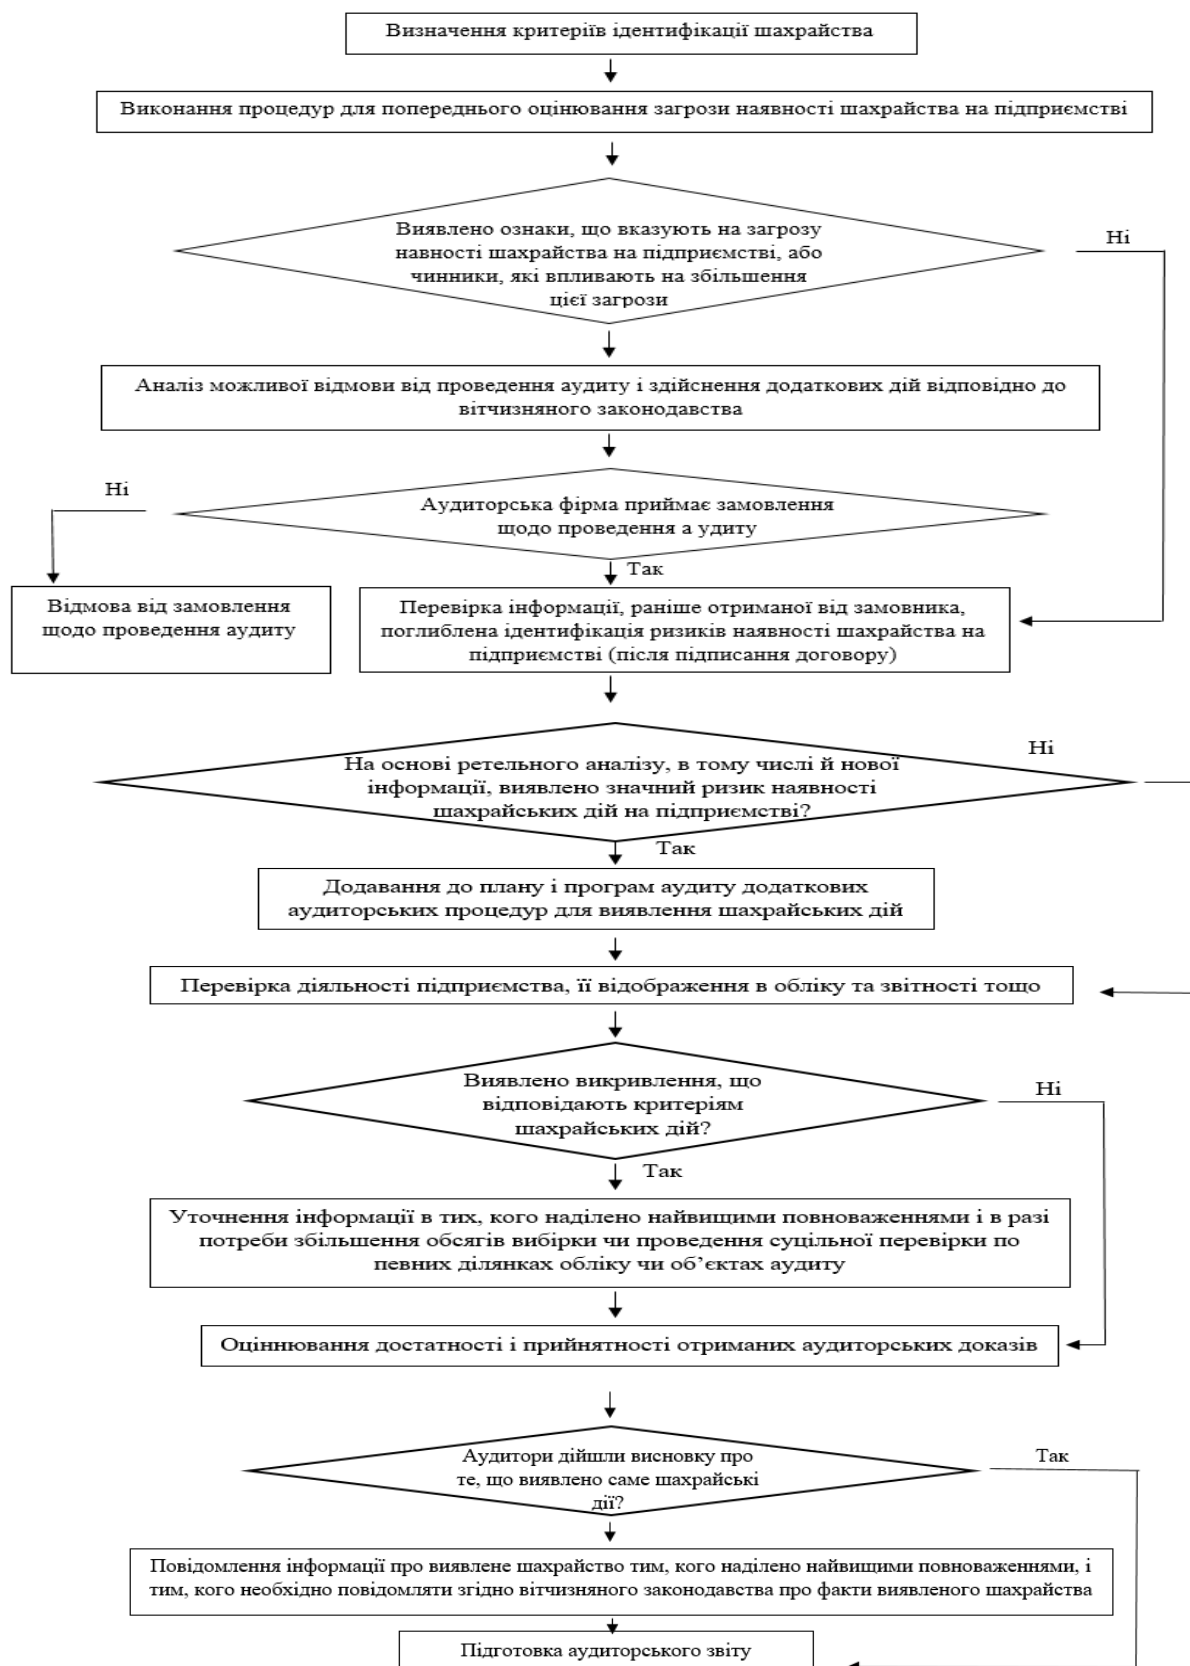 Визначення критеріїв ідентифікації шахрайства
Виконання процедур для попереднього оцінювання загрози наявності шахрайства на підприємстві
Виявлено ознаки, що вказують на загрозу
навності шахрайства на підприємстві, або
чинники, які впливають на збільшення
цієї загрози
Ні
Аналіз можливої відмови від проведення аудиту і здійснення додаткових дій відповідно до
вітчизняного законодавства
Ні
Аудиторська фірма приймає замовлення
щодо проведення а удиту
Так
Відмова від замовлення
щодо проведення аудиту
Перевірка інформації, раніше отриманої від замовника,
поглиблена ідентифікація ризиків наявності шахрайства на
підприємстві (після підписання договору)
Ні
На основі ретельного аналізу, в тому числі й нової
інформації, виявлено значний ризик наявності
шахрайських дій на підприємстві?
Так
Додавання до плану і програм аудиту додаткових
аудиторських процедур для виявлення шахрайських дій
Перевірка діяльності підприємства, її відображення в обліку та звітності тощо
Виявлено викривлення, що
відповідають критеріям
шахрайських дій?
Ні
Так
Уточнення інформації в тих, кого наділено найвищими повноваженнями і в разі
потреби збільшення обсягів вибірки чи проведення суцільної перевірки по
певних ділянках обліку чи об’єктах аудиту
Оціннювання достатності і прийнятності отриманих аудиторських доказів
Аудитори дійшли висновку про
те, що виявлено саме шахрайські
дії?
Так
Повідомлення інформації про виявлене шахрайство тим, кого наділено найвищими повноваженнями, і
тим, кого необхідно повідомляти згідно вітчизняного законодавства про факти виявленого шахрайства
Підготовка аудиторського звіту